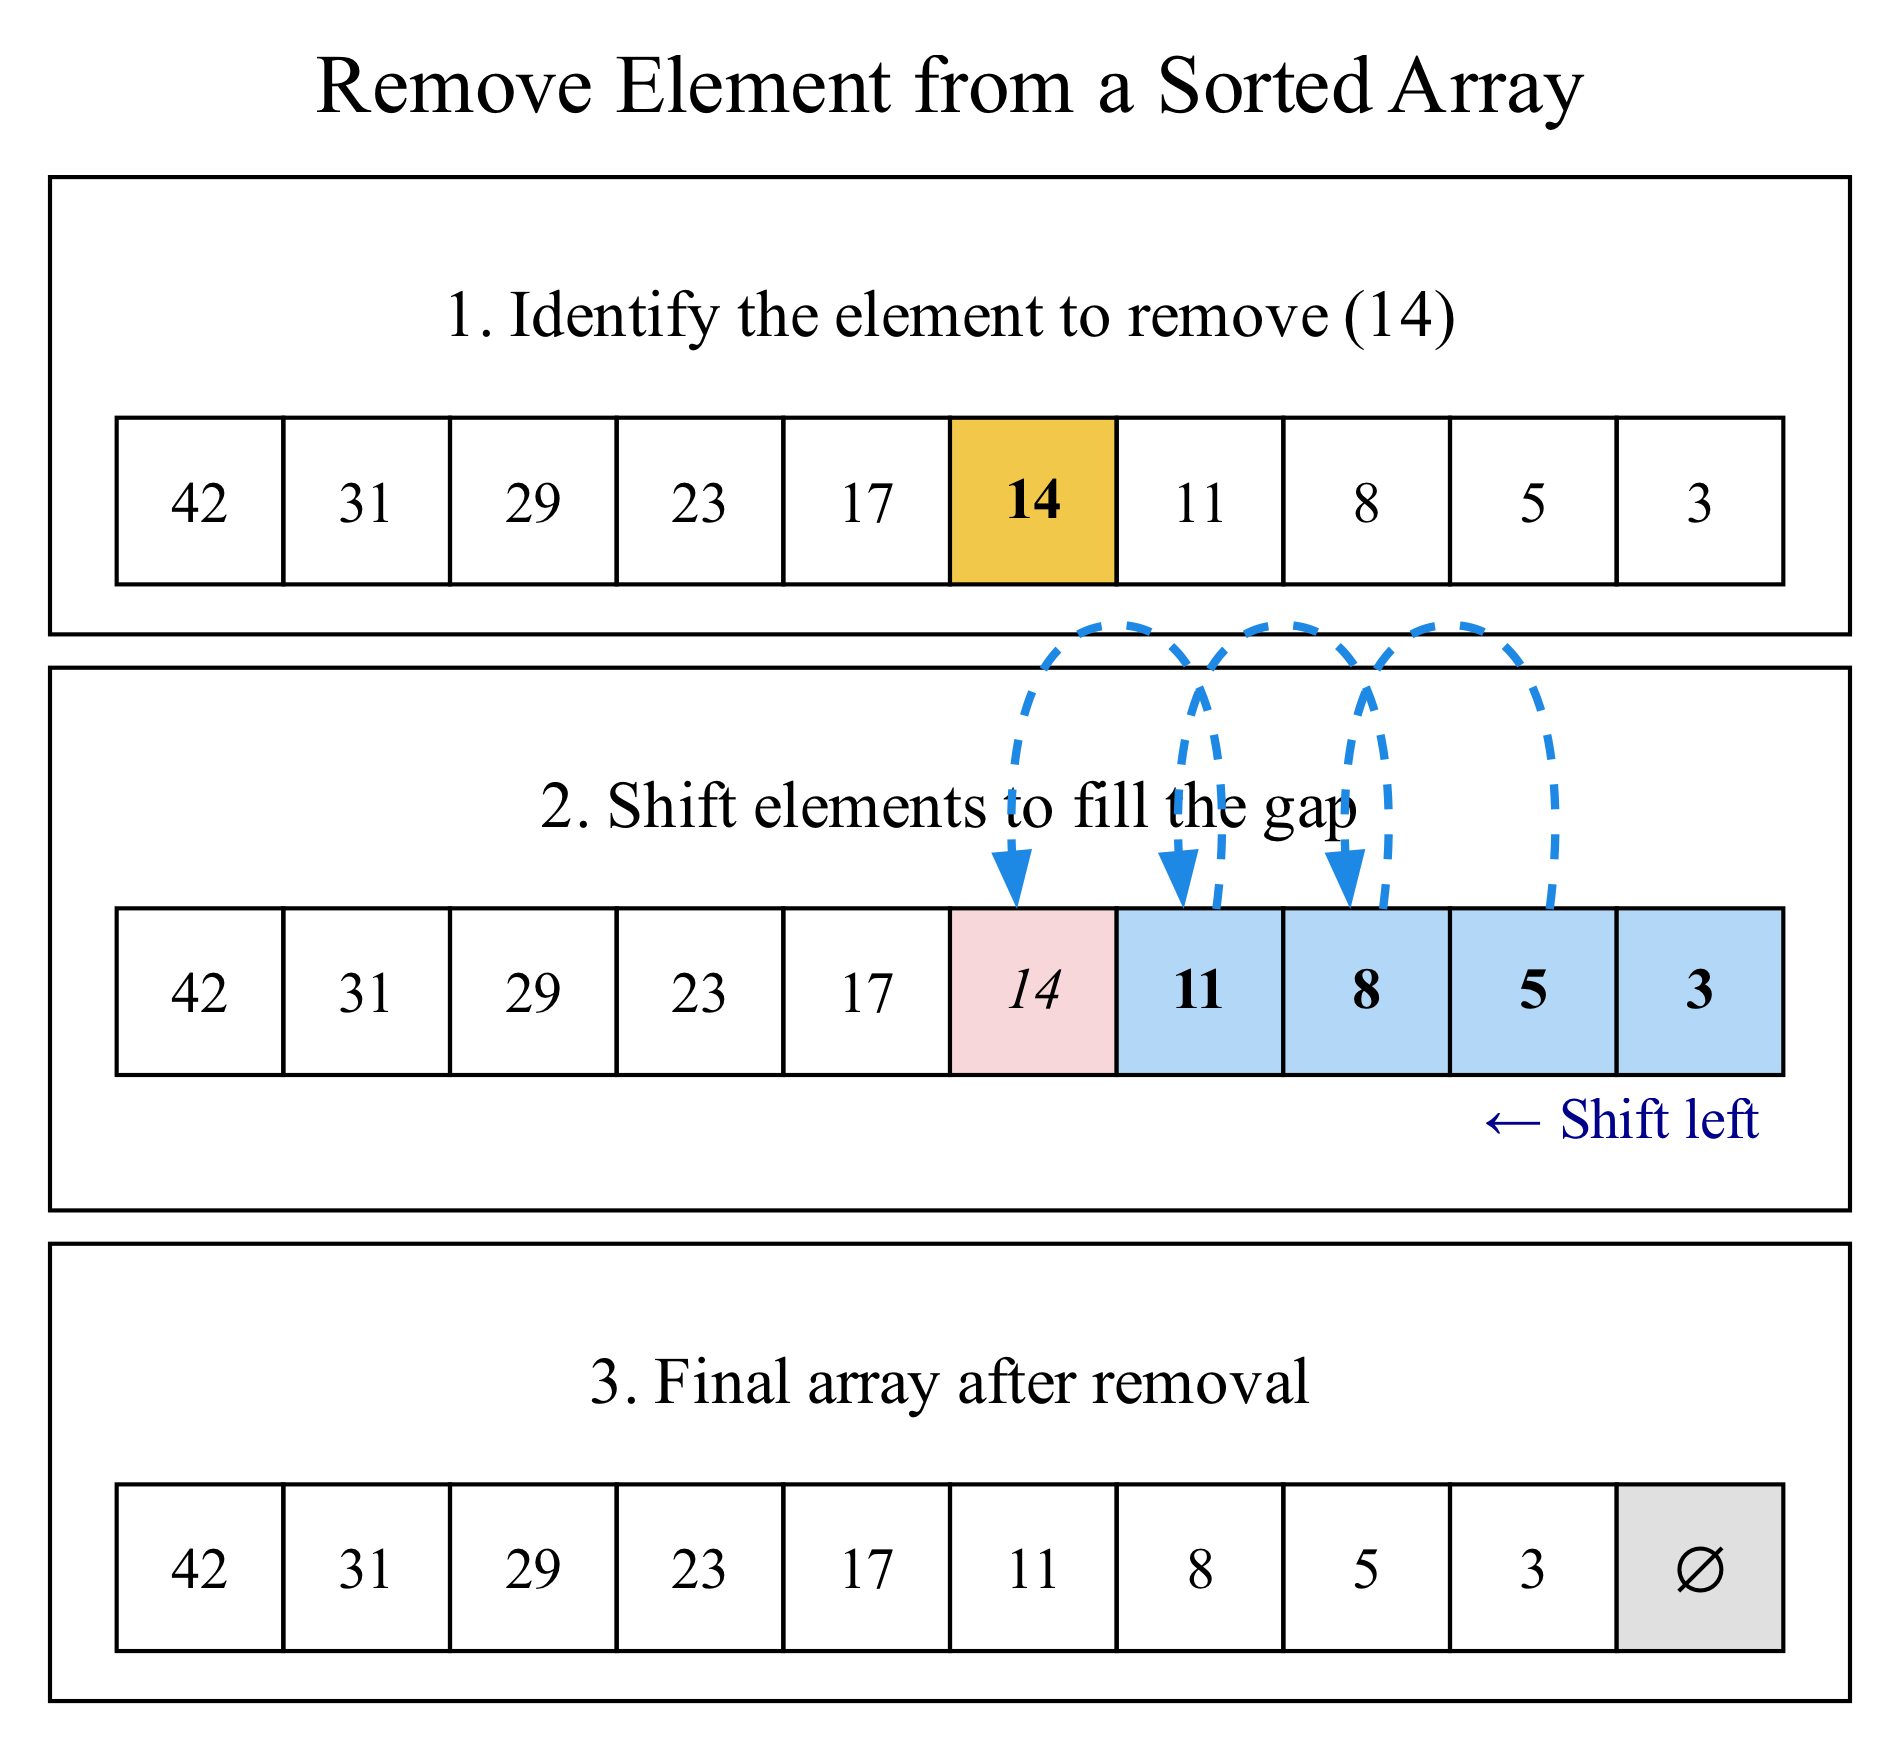 Remove Element from a Sorted Array
1. Identify the element to remove (14)
42 31 29 23 17 14 11 8 5 3
2. Shift elements to fill the gap
42 31 29 23 17 14 11 8 5 3
← Shift left
3. Final array after removal
42 31 29 23 17 11 8 5 3 ∅